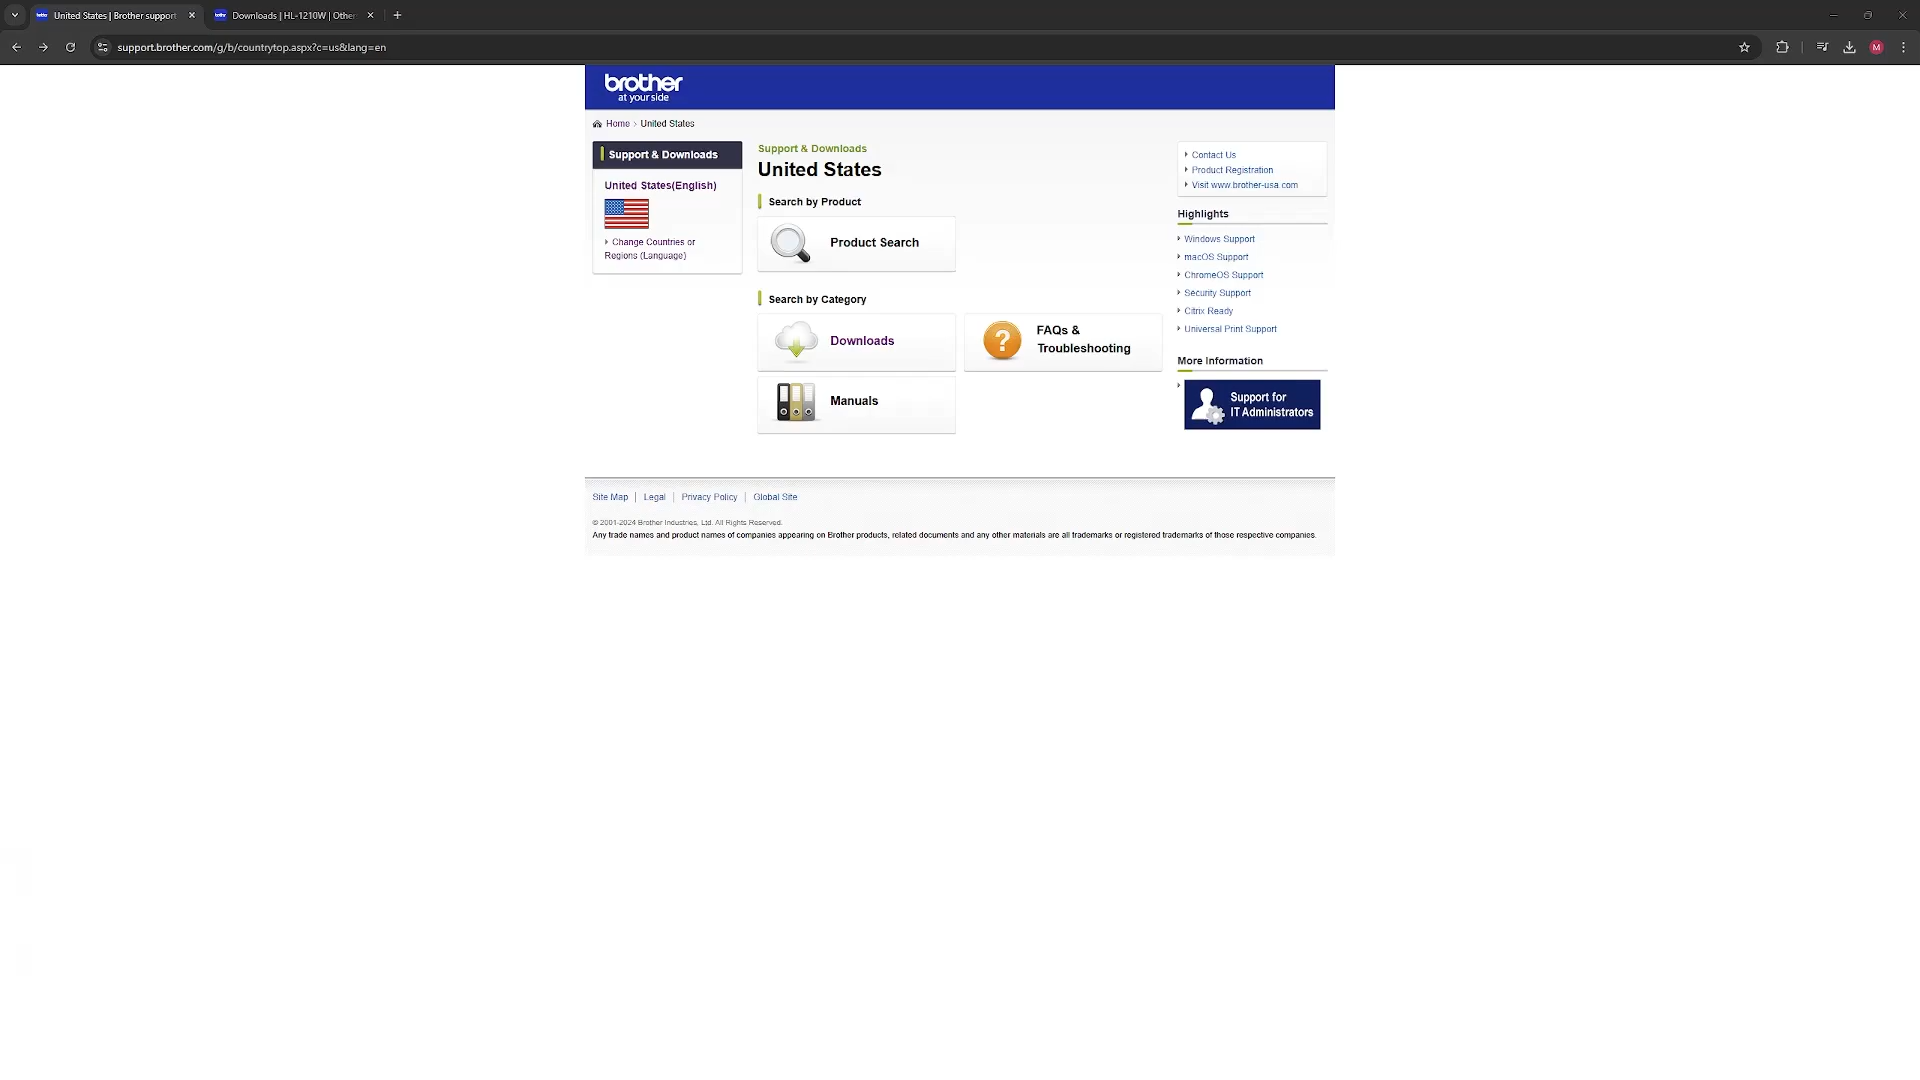 United States | Brother support
Downloads | HL-1210W | Other
support.brother.com/g/b/countrytop.aspx?c=us&lang=en
M
brother
at your side
Home > United States
Support & Downloads
United States(English)
Change Countries or
Regions (Language)
Support & Downloads
United States
Search by Product
Product Search
Search by Category
Downloads
FAQs &
Troubleshooting
Manuals
Contact Us
Product Registration
Visit www.brother-usa.com
Highlights
Windows Support
macOS Support
ChromeOS Support
Security Support
Citrix Ready
Universal Print Support
More Information
Support for
IT Administrators
Site Map | Legal | Privacy Policy | Global Site
© 2001-2024 Brother Industries, Ltd. All Rights Reserved.
Any trade names and product names of companies appearing on Brother products, related documents and any other materials are all trademarks or registered trademarks of those respective companies.